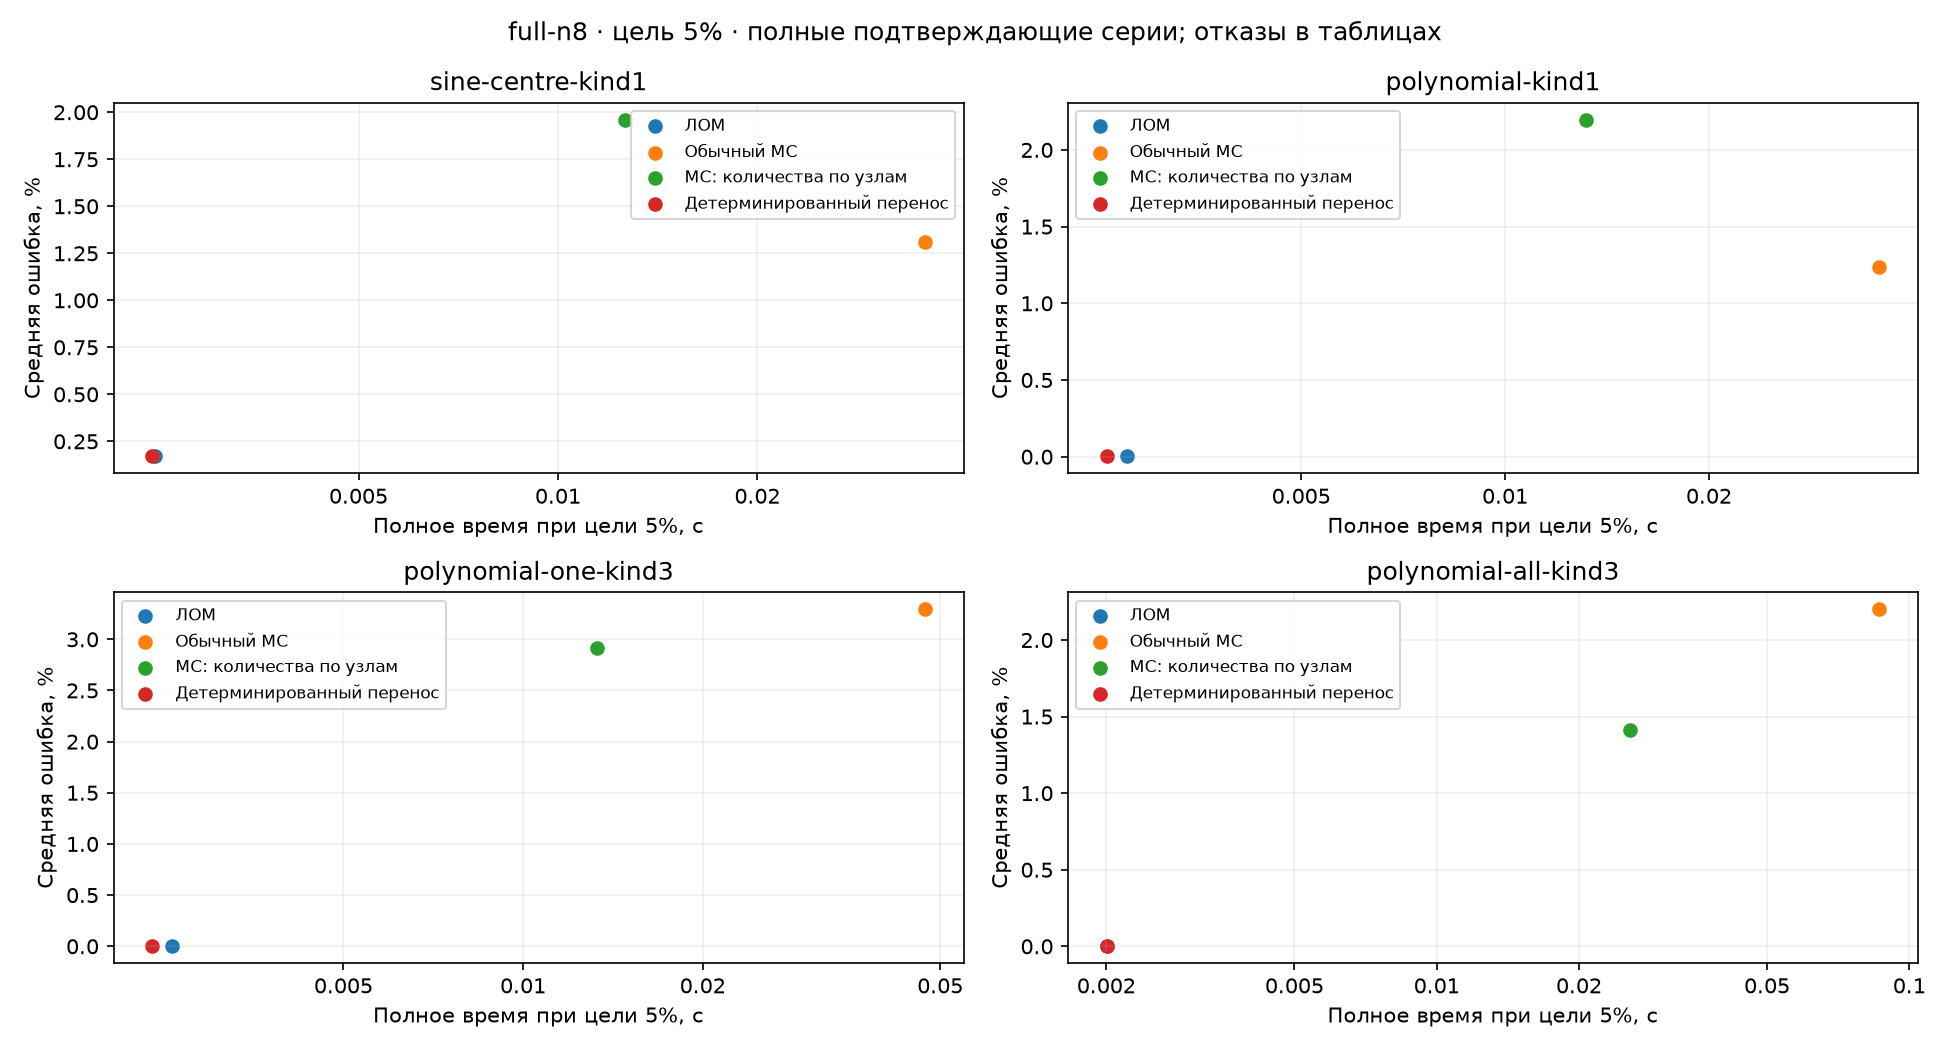 full-n8 · цель 5% · полные подтверждающие серии; отказы в таблицах
sine-centre-kind1
2.00
1.75
1.50
1.25
1.00
0.75
0.50
0.25
Средняя ошибка, %
ЛОМ
Обычный МС
МС: количества по узлам
Детерминированный перенос
0.005
0.01
0.02
Полное время при цели 5%, с
polynomial-kind1
2.0
1.5
1.0
0.5
0.0
Средняя ошибка, %
ЛОМ
Обычный МС
МС: количества по узлам
Детерминированный перенос
0.005
0.01
0.02
Полное время при цели 5%, с
polynomial-one-kind3
3.0
2.5
2.0
1.5
1.0
0.5
0.0
Средняя ошибка, %
ЛОМ
Обычный МС
МС: количества по узлам
Детерминированный перенос
0.005
0.01
0.02
0.05
Полное время при цели 5%, с
polynomial-all-kind3
2.0
1.5
1.0
0.5
0.0
Средняя ошибка, %
ЛОМ
Обычный МС
МС: количества по узлам
Детерминированный перенос
0.002
0.005
0.01
0.02
0.05
0.1
Полное время при цели 5%, с